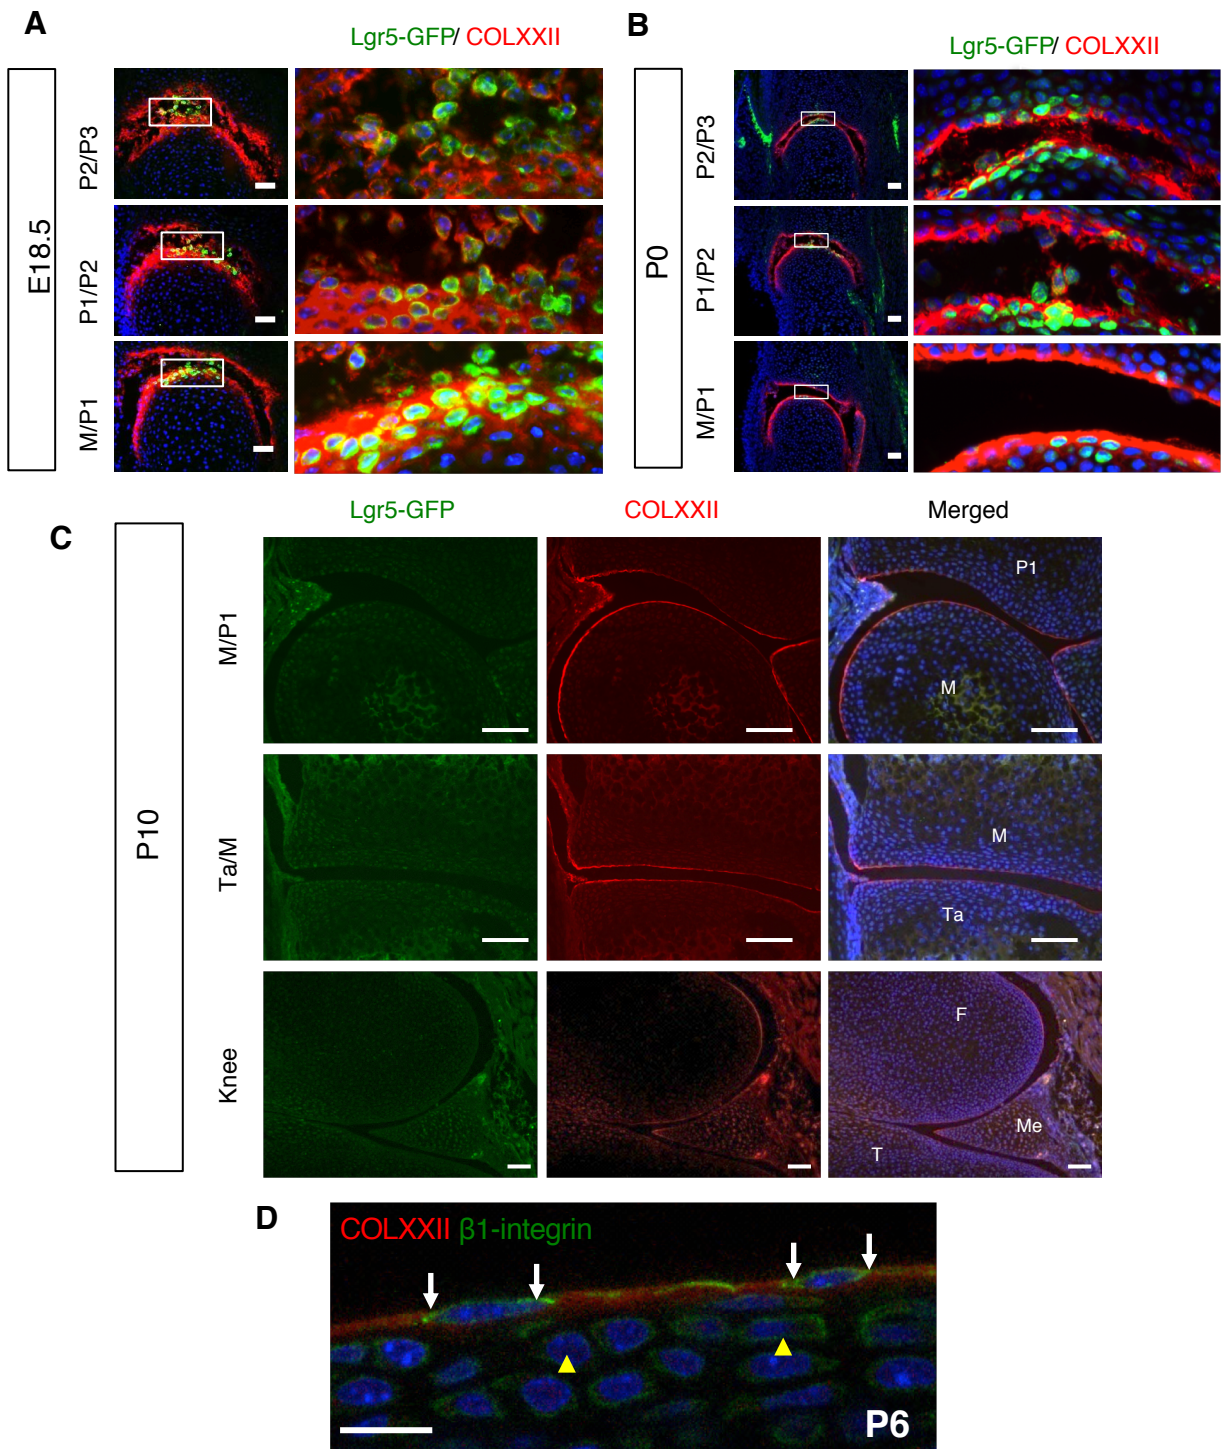 A
Lgr5-GFP/ COLXXII
E18.5
P2/P3
P1/P2
M/P1
B
Lgr5-GFP/ COLXXII
P0
P2/P3
P1/P2
M/P1
C
Lgr5-GFP
COLXXII
Merged
P10
M/P1
P1
M
Ta/M
M
Ta
Knee
F
Me
T
D
COLXXII β1-integrin
P6